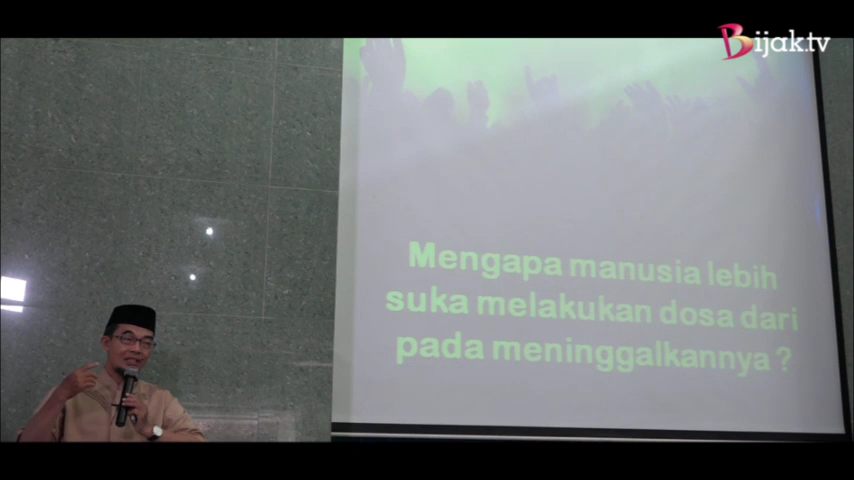 Bijak.tv
Mengapa manusia lebih
suka melakukan dosa dari
pada meninggalkannya ?